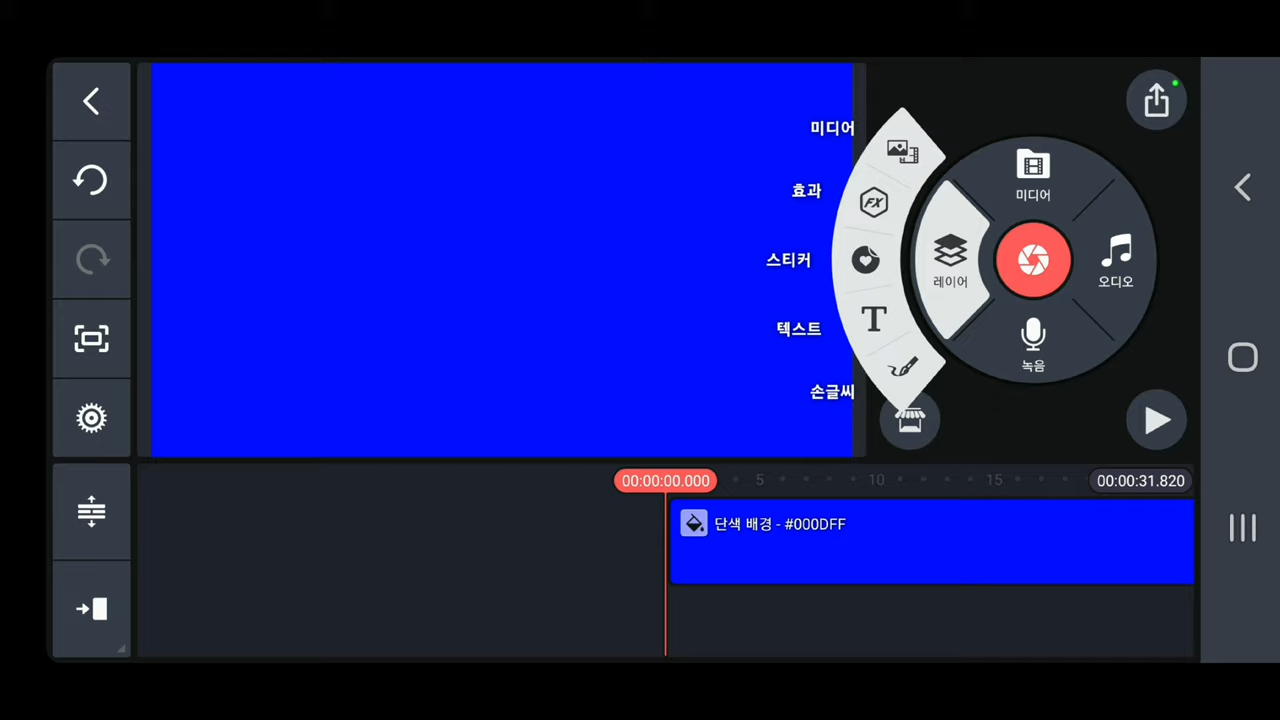 미디어
효과
스티커
텍스트
손글씨
FX
T
미디어
레이어
오디오
녹음
00:00:00.000
5
10
15
00:00:31.820
단색 배경 - #000DFF